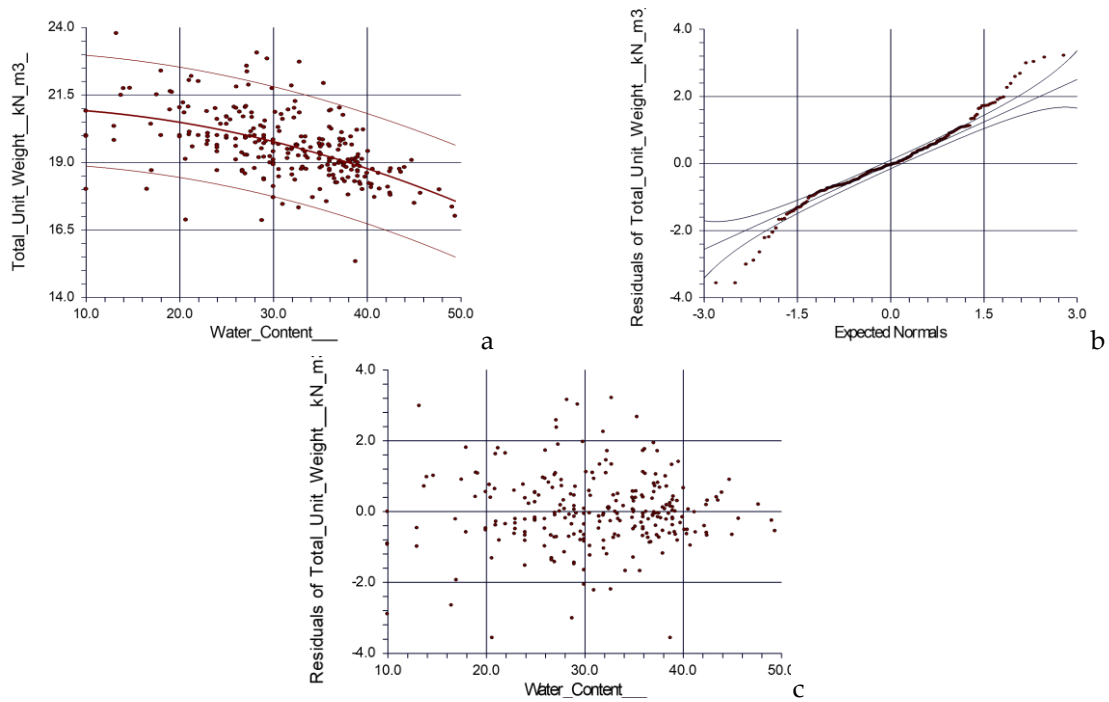 Total_Unit_Weight__kN_m3_
24.0
21.5
19.0
16.5
14.0
10.0 20.0 30.0 40.0 50.0
Water_Content___
a
Residuals of Total_Unit_Weight__kN_m3
4.0
2.0
0.0
-2.0
-4.0
-3.0 -1.5 0.0 1.5 3.0
Expected Normals
b
Residuals of Total_Unit_Weight__kN_m
4.0
2.0
0.0
-2.0
-4.0
10.0 20.0 30.0 40.0 50.0
Water_Content___
c